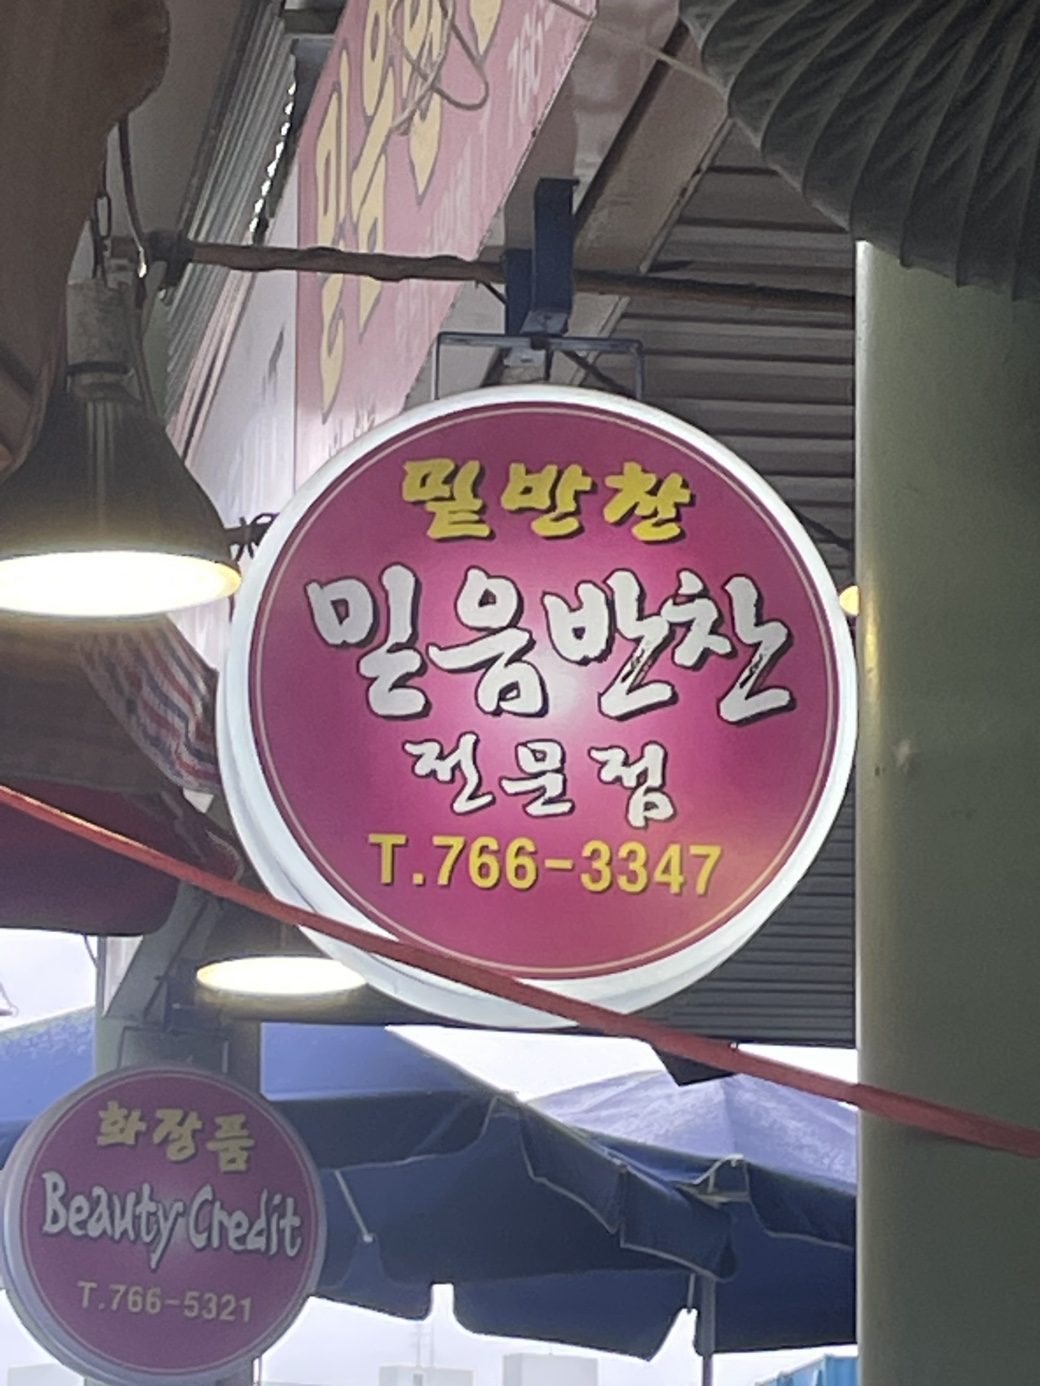 밑반찬
믿음반찬
전문점
T.766-3347
화장품
Beauty Credit
T.766-5321